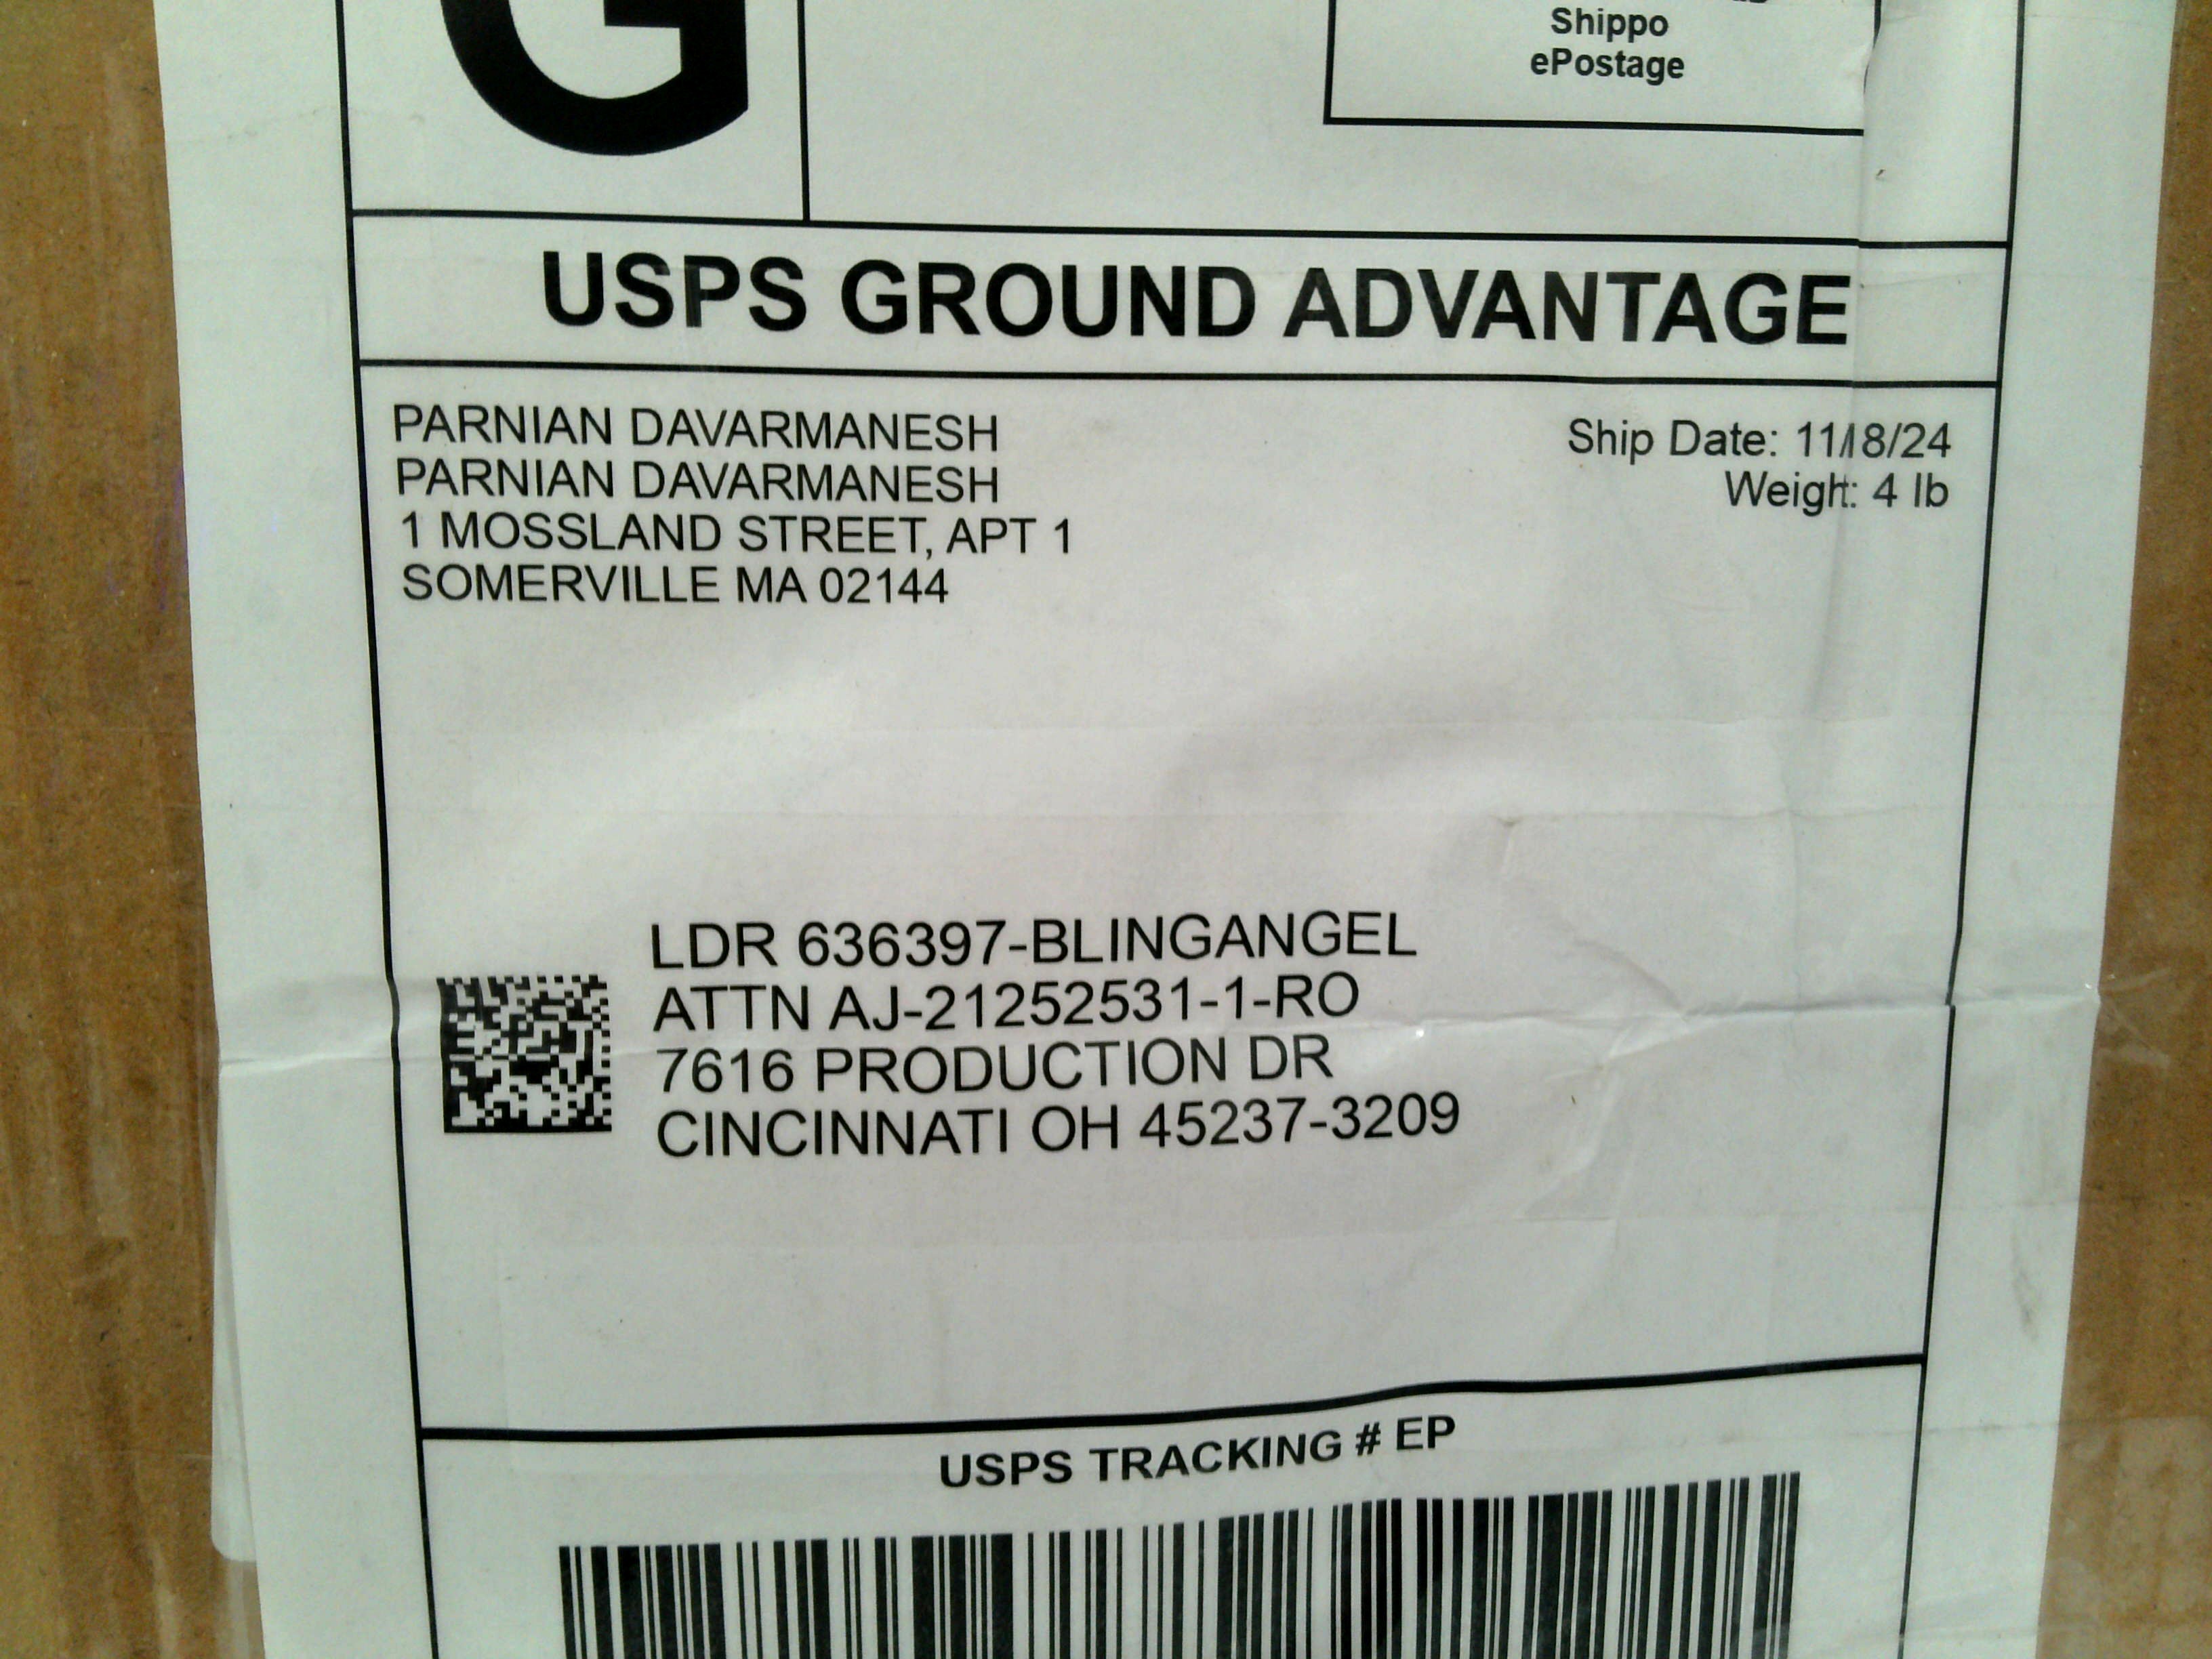 G
Shippo
ePostage
USPS GROUND ADVANTAGE
PARNIAN DAVARMANESH
PARNIAN DAVARMANESH
1 MOSSLAND STREET, APT 1
SOMERVILLE MA 02144
Ship Date: 11/18/24
Weight: 4 lb
LDR 636397-BLINGANGEL
ATTN AJ-21252531-1-RO
7616 PRODUCTION DR
CINCINNATI OH 45237-3209
USPS TRACKING # EP